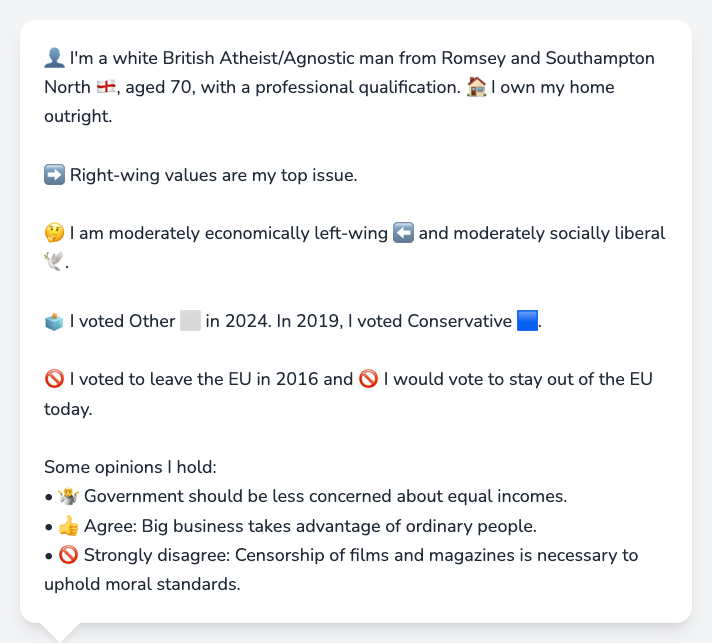 👤 I'm a white British Atheist/Agnostic man from Romsey and Southampton
North 🏴󠁧󠁢󠁥󠁮󠁧󠁿, aged 70, with a professional qualification. 🏠 I own my home
outright.
➡️ Right-wing values are my top issue.
🤔 I am moderately economically left-wing ⬅️ and moderately socially liberal
🕊️.
🗳️ I voted Other ⬜ in 2024. In 2019, I voted Conservative 🟦.
🚫 I voted to leave the EU in 2016 and 🚫 I would vote to stay out of the EU
today.
Some opinions I hold:
• 🤷 Government should be less concerned about equal incomes.
• 👍 Agree: Big business takes advantage of ordinary people.
• 🚫 Strongly disagree: Censorship of films and magazines is necessary to
uphold moral standards.